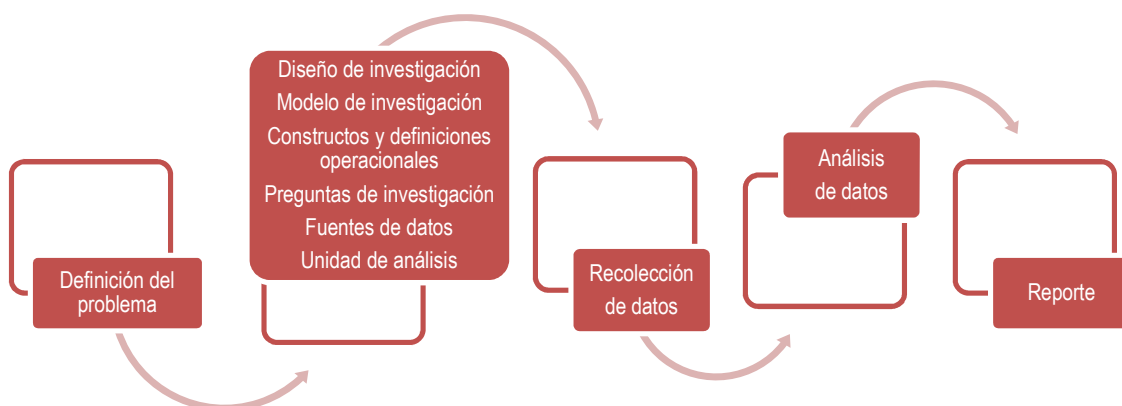 Definición del
problema
Diseño de investigación
Modelo de investigación
Constructos y definiciones
operacionales
Preguntas de investigación
Fuentes de datos
Unidad de análisis
Recolección
de datos
Análisis
de datos
Reporte